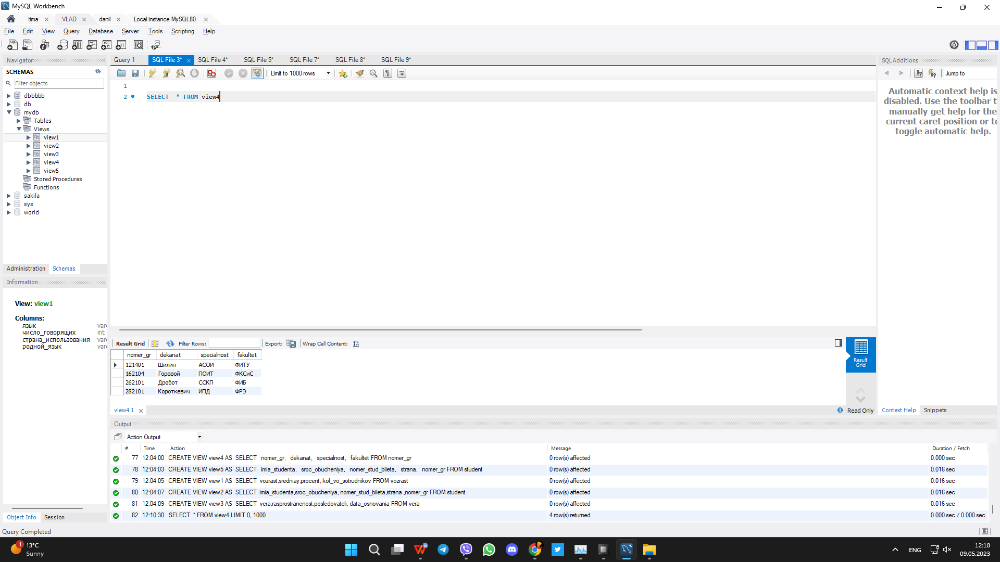 MySQL Workbench
tima
VLAD
danil
Local instance MySQL80
File Edit View Query Database Server Tools Scripting Help
Navigator
SCHEMAS
Filter objects
dbbbbb
db
mydb
Tables
Views
view1
view2
view3
view4
view5
Stored Procedures
Functions
sakila
sys
world
Administration Schemas
Information
View: view1
Columns:
язык varc
число_говорящих int
страна_использования varc
родной_язык varc
Object Info Session
Query 1 SQL File 3* SQL File 4* SQL File 5* SQL File 7* SQL File 8* SQL File 9*
Limit to 1000 rows
1
2 SELECT * FROM view4
Result Grid Filter Rows: Export: Wrap Cell Content:
nomer_gr dekanat specialnost fakultet
121401 Шилин АСОИ ФИТУ
162104 Горовой ПОИТ ФКСиС
262101 Дробот ССКП ФИБ
282101 Короткевич ИПД ФРЭ
Result
Grid
view4 1
Read Only
SQLAdditions
Jump to
Automatic context help is
disabled. Use the toolbar t
manually get help for the
current caret position or to
toggle automatic help.
Context Help Snippets
Output
Action Output
# Time Action Message Duration / Fetch
77 12:04:00 CREATE VIEW view4 AS SELECT nomer_gr, dekanat, specialnost, fakultet FROM nomer_gr 0 row(s) affected 0.000 sec
78 12:04:03 CREATE VIEW view5 AS SELECT imia_studenta, sroc_obucheniya, nomer_stud_bileta, strana, nomer_gr FROM student 0 row(s) affected 0.016 sec
79 12:04:05 CREATE VIEW view1 AS SELECT vozrast,sredniay,procent, kol_vo_sotrudnikov FROM vozrast 0 row(s) affected 0.016 sec
80 12:04:07 CREATE VIEW view2 AS SELECT imia_studenta,sroc_obucheniya, nomer_stud_bileta,strana ,nomer_gr FROM student 0 row(s) affected 0.016 sec
81 12:04:09 CREATE VIEW view3 AS SELECT vera,rasprostranenost,posledovateli, data_osnovania FROM vera 0 row(s) affected 0.016 sec
82 12:10:30 SELECT * FROM view4 LIMIT 0, 1000 4 row(s) returned 0.000 sec / 0.000 sec
Query Completed
1
13°C
Sunny
ENG
12:10
09.05.2023